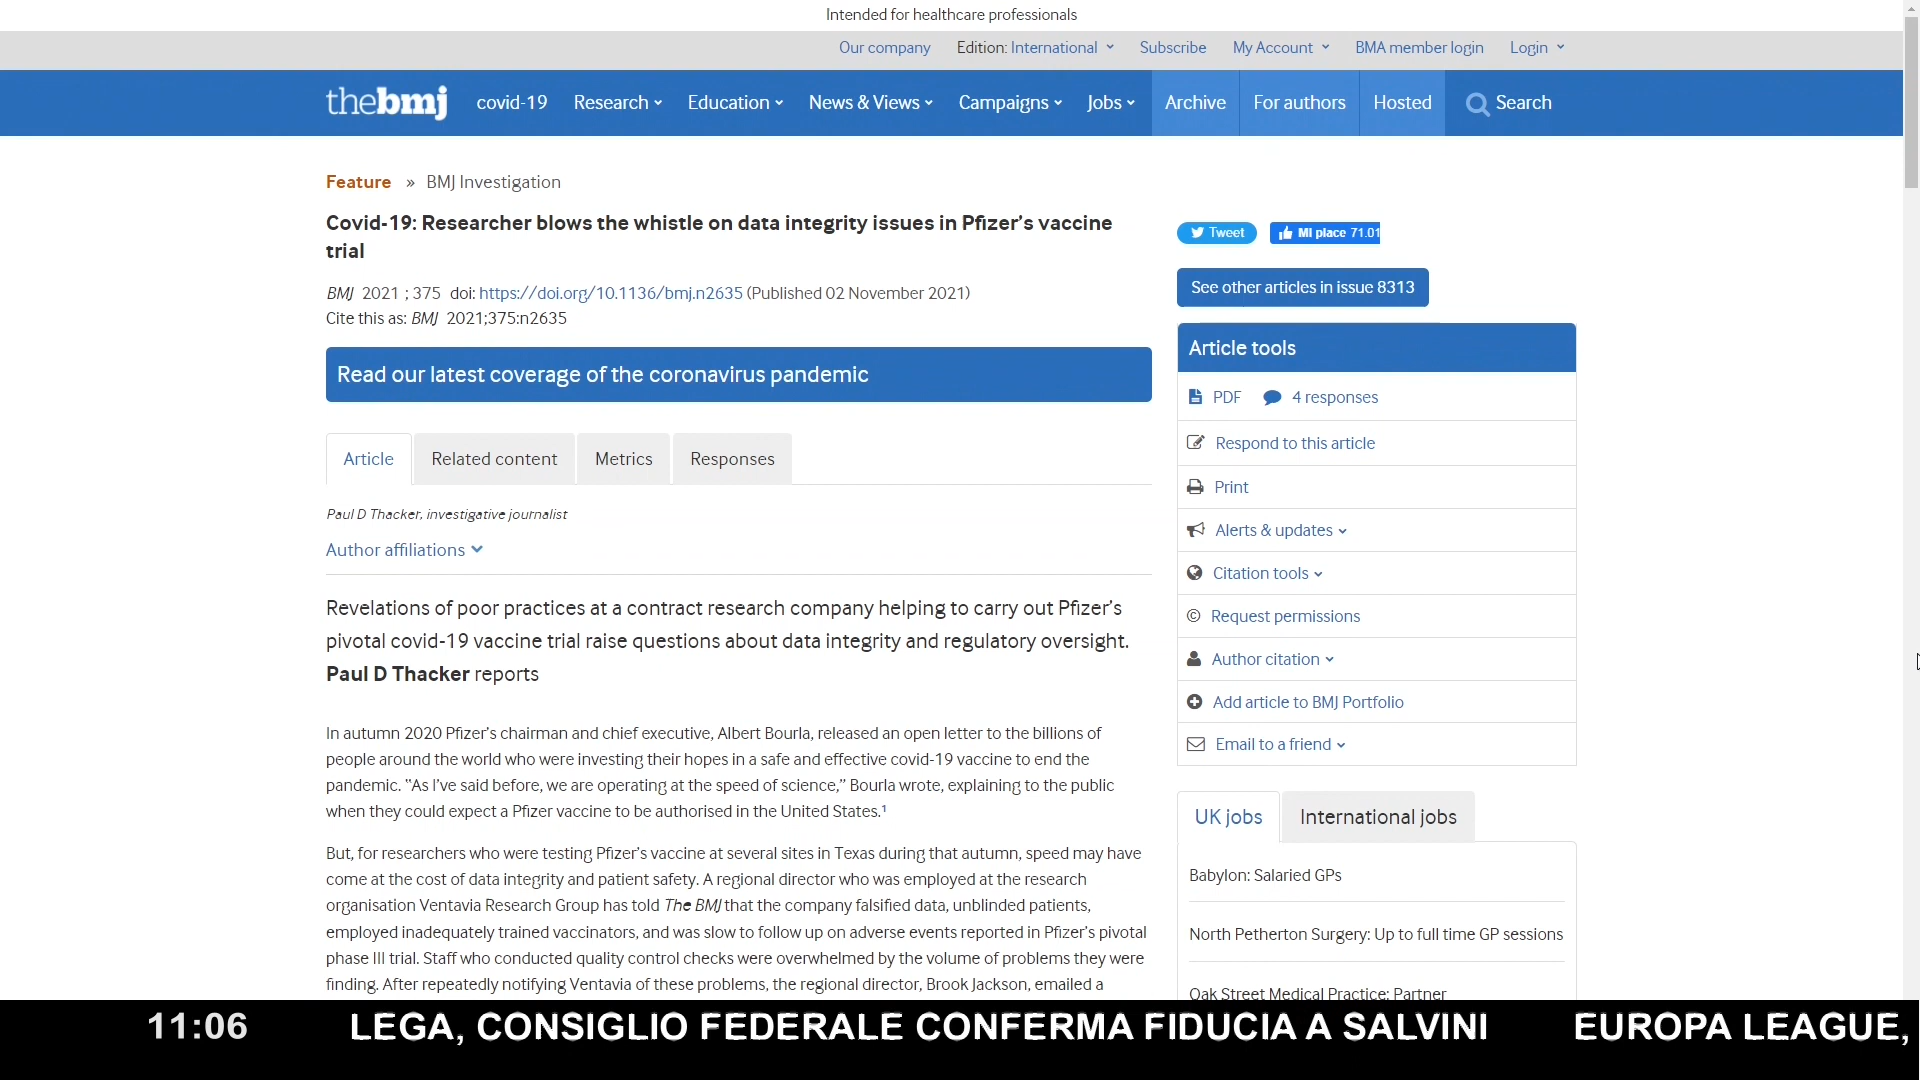 Intended for healthcare professionals
Our company Edition: International Subscribe My Account BMA member login Login
thebmj covid-19 Research Education News & Views Campaigns Jobs Archive For authors Hosted Search
Feature » BMJ Investigation
Covid-19: Researcher blows the whistle on data integrity issues in Pfizer's vaccine
trial
BMJ 2021 ; 375 doi: https://doi.org/10.1136/bmj.n2635 (Published 02 November 2021)
Cite this as: BMJ 2021;375:n2635
Read our latest coverage of the coronavirus pandemic
Article Related content Metrics Responses
Paul D Thacker, investigative journalist
Author affiliations
Revelations of poor practices at a contract research company helping to carry out Pfizer's
pivotal covid-19 vaccine trial raise questions about data integrity and regulatory oversight.
Paul D Thacker reports
In autumn 2020 Pfizer's chairman and chief executive, Albert Bourla, released an open letter to the billions of
people around the world who were investing their hopes in a safe and effective covid-19 vaccine to end the
pandemic. "As I've said before, we are operating at the speed of science," Bourla wrote, explaining to the public
when they could expect a Pfizer vaccine to be authorised in the United States.¹
But, for researchers who were testing Pfizer's vaccine at several sites in Texas during that autumn, speed may have
come at the cost of data integrity and patient safety. A regional director who was employed at the research
organisation Ventavia Research Group has told The BMJ that the company falsified data, unblinded patients,
employed inadequately trained vaccinators, and was slow to follow up on adverse events reported in Pfizer's pivotal
phase III trial. Staff who conducted quality control checks were overwhelmed by the volume of problems they were
finding. After repeatedly notifying Ventavia of these problems, the regional director, Brook Jackson, emailed a
Tweet Mi place 71.01
See other articles in issue 8313
Article tools
PDF 4 responses
Respond to this article
Print
Alerts & updates
Citation tools
© Request permissions
Author citation
Add article to BMJ Portfolio
Email to a friend
UK jobs International jobs
Babylon: Salaried GPs
North Petherton Surgery: Up to full time GP sessions
Oak Street Medical Practice: Partner
11:06 LEGA, CONSIGLIO FEDERALE CONFERMA FIDUCIA A SALVINI EUROPA LEAGUE,